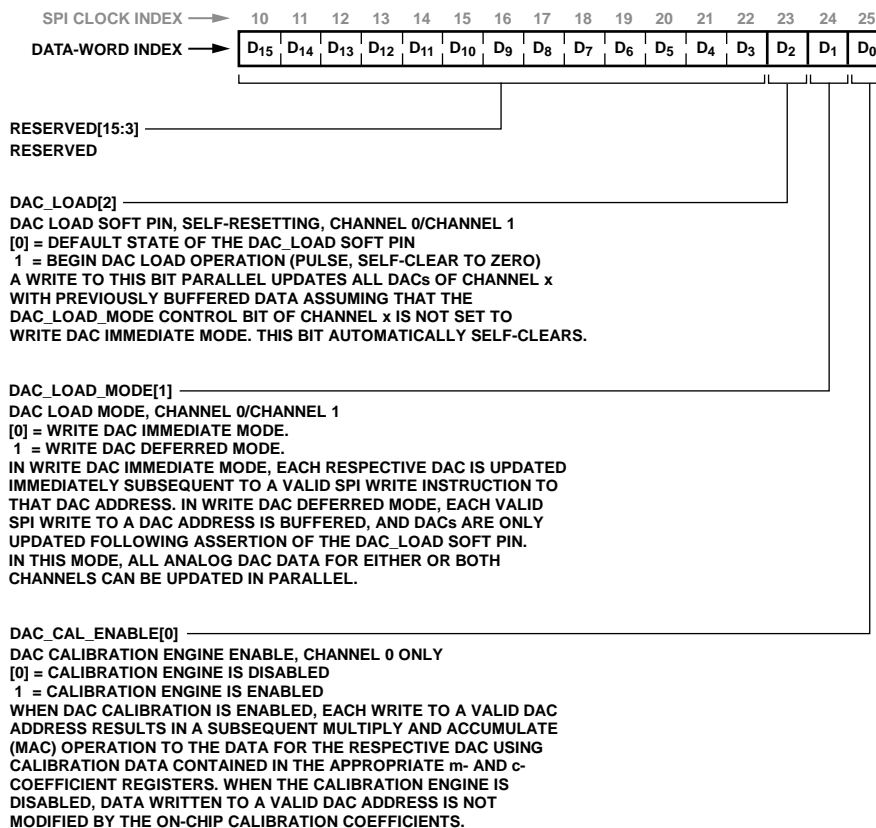 SPI CLOCK INDEX 10 11 12 13 14 15 16 17 18 19 20 21 22 23 24 25
DATA-WORD INDEX D15 D14 D13 D12 D11 D10 D9 D8 D7 D6 D5 D4 D3 D2 D1 D0
RESERVED[15:3]
RESERVED
DAC_LOAD[2]
DAC LOAD SOFT PIN, SELF-RESETTING, CHANNEL 0/CHANNEL 1
[0] = DEFAULT STATE OF THE DAC_LOAD SOFT PIN
1 = BEGIN DAC LOAD OPERATION (PULSE, SELF-CLEAR TO ZERO)
A WRITE TO THIS BIT PARALLEL UPDATES ALL DACs OF CHANNEL x
WITH PREVIOUSLY BUFFERED DATA ASSUMING THAT THE
DAC_LOAD_MODE CONTROL BIT OF CHANNEL x IS NOT SET TO
WRITE DAC IMMEDIATE MODE. THIS BIT AUTOMATICALLY SELF-CLEARS.
DAC_LOAD_MODE[1]
DAC LOAD MODE, CHANNEL 0/CHANNEL 1
[0] = WRITE DAC IMMEDIATE MODE.
1 = WRITE DAC DEFERRED MODE.
IN WRITE DAC IMMEDIATE MODE, EACH RESPECTIVE DAC IS UPDATED
IMMEDIATELY SUBSEQUENT TO A VALID SPI WRITE INSTRUCTION TO
THAT DAC ADDRESS. IN WRITE DAC DEFERRED MODE, EACH VALID
SPI WRITE TO A DAC ADDRESS IS BUFFERED, AND DACs ARE ONLY
UPDATED FOLLOWING ASSERTION OF THE DAC_LOAD SOFT PIN.
IN THIS MODE, ALL ANALOG DAC DATA FOR EITHER OR BOTH
CHANNELS CAN BE UPDATED IN PARALLEL.
DAC_CAL_ENABLE[0]
DAC CALIBRATION ENGINE ENABLE, CHANNEL 0 ONLY
[0] = CALIBRATION ENGINE IS DISABLED
1 = CALIBRATION ENGINE IS ENABLED
WHEN DAC CALIBRATION IS ENABLED, EACH WRITE TO A VALID DAC
ADDRESS RESULTS IN A SUBSEQUENT MULTIPLY AND ACCUMULATE
(MAC) OPERATION TO THE DATA FOR THE RESPECTIVE DAC USING
CALIBRATION DATA CONTAINED IN THE APPROPRIATE m- AND c-
COEFFICIENT REGISTERS. WHEN THE CALIBRATION ENGINE IS
DISABLED, DATA WRITTEN TO A VALID DAC ADDRESS IS NOT
MODIFIED BY THE ON-CHIP CALIBRATION COEFFICIENTS.